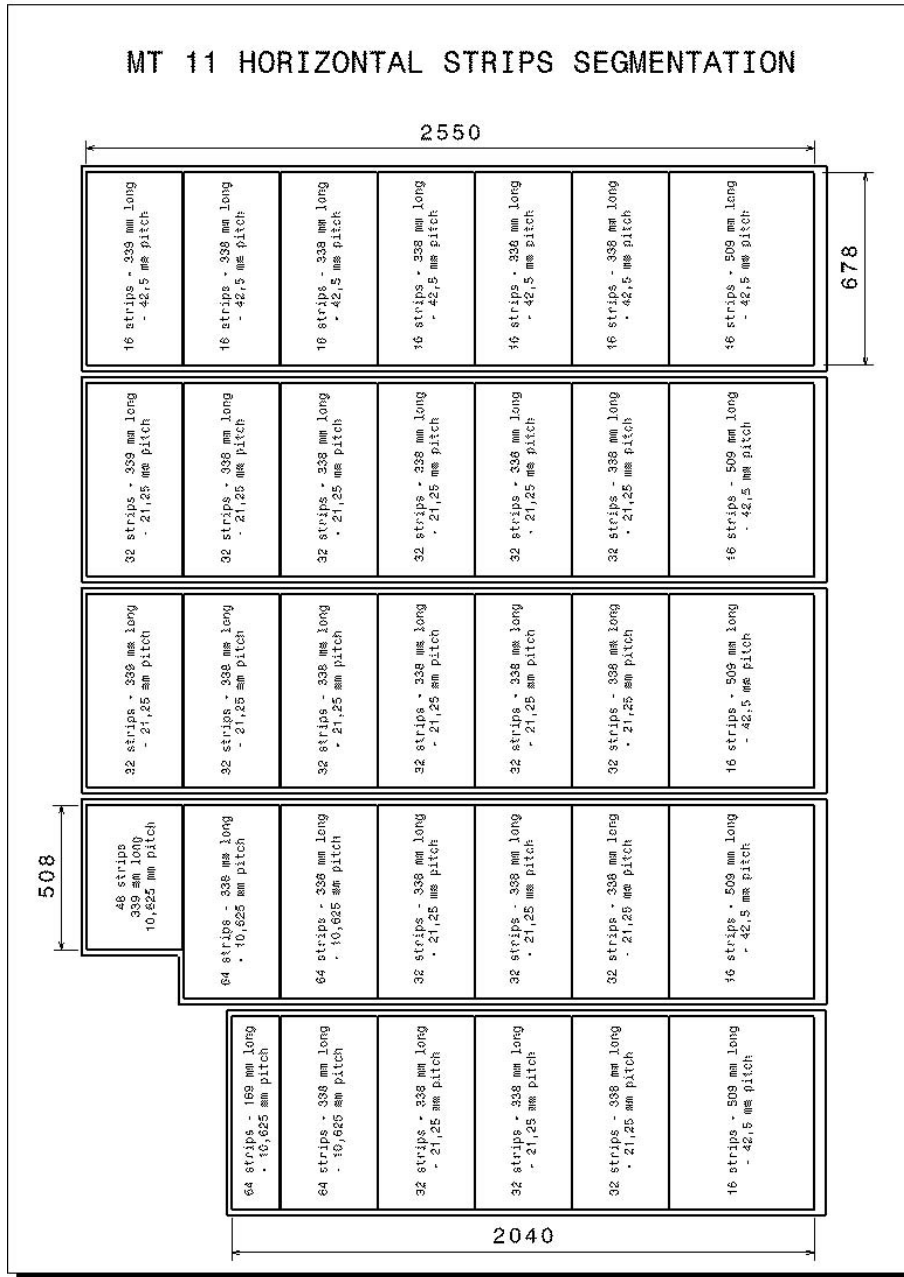 MT 11 HORIZONTAL STRIPS SEGMENTATION
2550
16 strips - 339 mm long
- 42,5 mm pitch
16 strips - 338 mm long
- 42,5 mm pitch
16 strips - 338 mm long
- 42,5 mm pitch
16 strips - 338 mm long
- 42,5 mm pitch
16 strips - 338 mm long
- 42,5 mm pitch
16 strips - 338 mm long
- 42,5 mm pitch
16 strips - 509 mm long
- 42,5 mm pitch
678
32 strips - 339 mm long
- 21,25 mm pitch
32 strips - 338 mm long
- 21,25 mm pitch
32 strips - 338 mm long
- 21,25 mm pitch
32 strips - 338 mm long
- 21,25 mm pitch
32 strips - 338 mm long
- 21,25 mm pitch
32 strips - 338 mm long
- 21,25 mm pitch
16 strips - 509 mm long
- 42,5 mm pitch
32 strips - 339 mm long
- 21,25 mm pitch
32 strips - 338 mm long
- 21,25 mm pitch
32 strips - 338 mm long
- 21,25 mm pitch
32 strips - 338 mm long
- 21,25 mm pitch
32 strips - 338 mm long
- 21,25 mm pitch
32 strips - 338 mm long
- 21,25 mm pitch
16 strips - 509 mm long
- 42,5 mm pitch
508
48 strips
339 mm long
10,625 mm pitch
64 strips - 338 mm long
- 10,625 mm pitch
64 strips - 338 mm long
- 10,625 mm pitch
32 strips - 338 mm long
- 21,25 mm pitch
32 strips - 338 mm long
- 21,25 mm pitch
32 strips - 338 mm long
- 21,25 mm pitch
16 strips - 509 mm long
- 42,5 mm pitch
64 strips - 169 mm long
- 10,625 mm pitch
64 strips - 338 mm long
- 10,625 mm pitch
32 strips - 338 mm long
- 21,25 mm pitch
32 strips - 338 mm long
- 21,25 mm pitch
32 strips - 338 mm long
- 21,25 mm pitch
16 strips - 509 mm long
- 42,5 mm pitch
2040